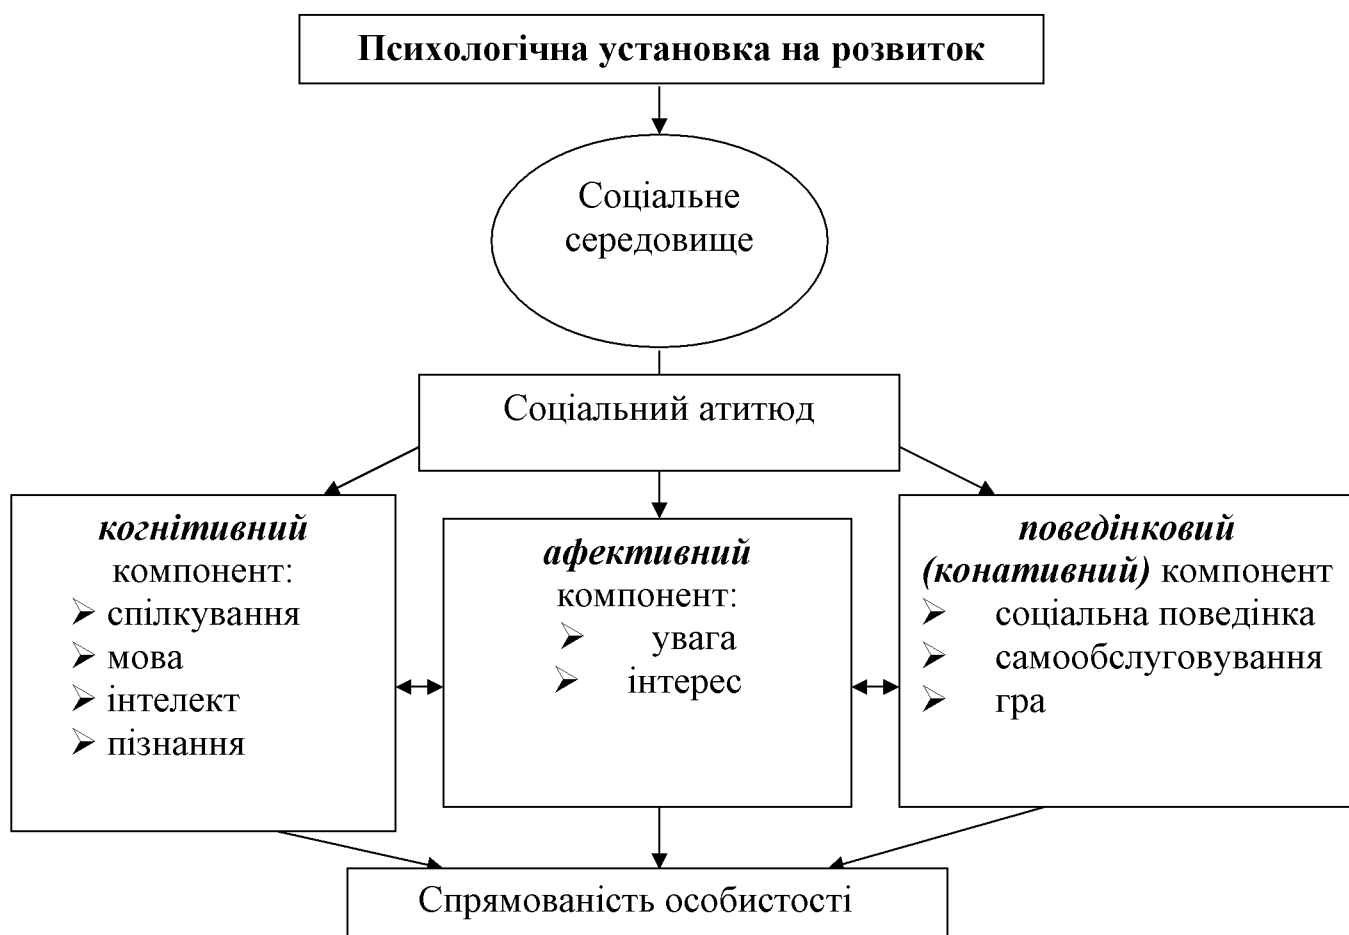 Психологічна установка на розвиток
Соціальне
середовище
Соціальний атитюд
когнітивний
компонент:
➢ спілкування
➢ мова
➢ інтелект
➢ пізнання
афективний
компонент:
➢ увага
➢ інтерес
поведінковий
(конативний) компонент
➢ соціальна поведінка
➢ самообслуговування
➢ гра
Спрямованість особистості